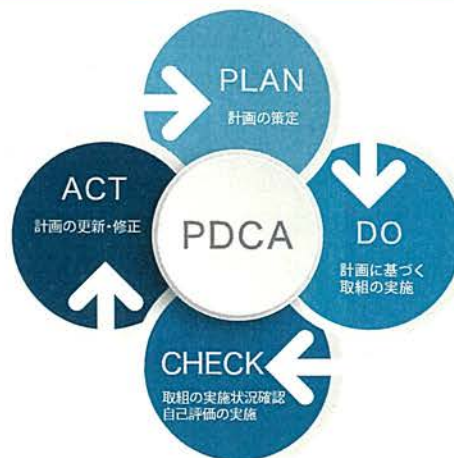 PLAN
計画の策定
DO
計画に基づく
取組の実施
CHECK
取組の実施状況確認
自己評価の実施
ACT
計画の更新・修正
PDCA